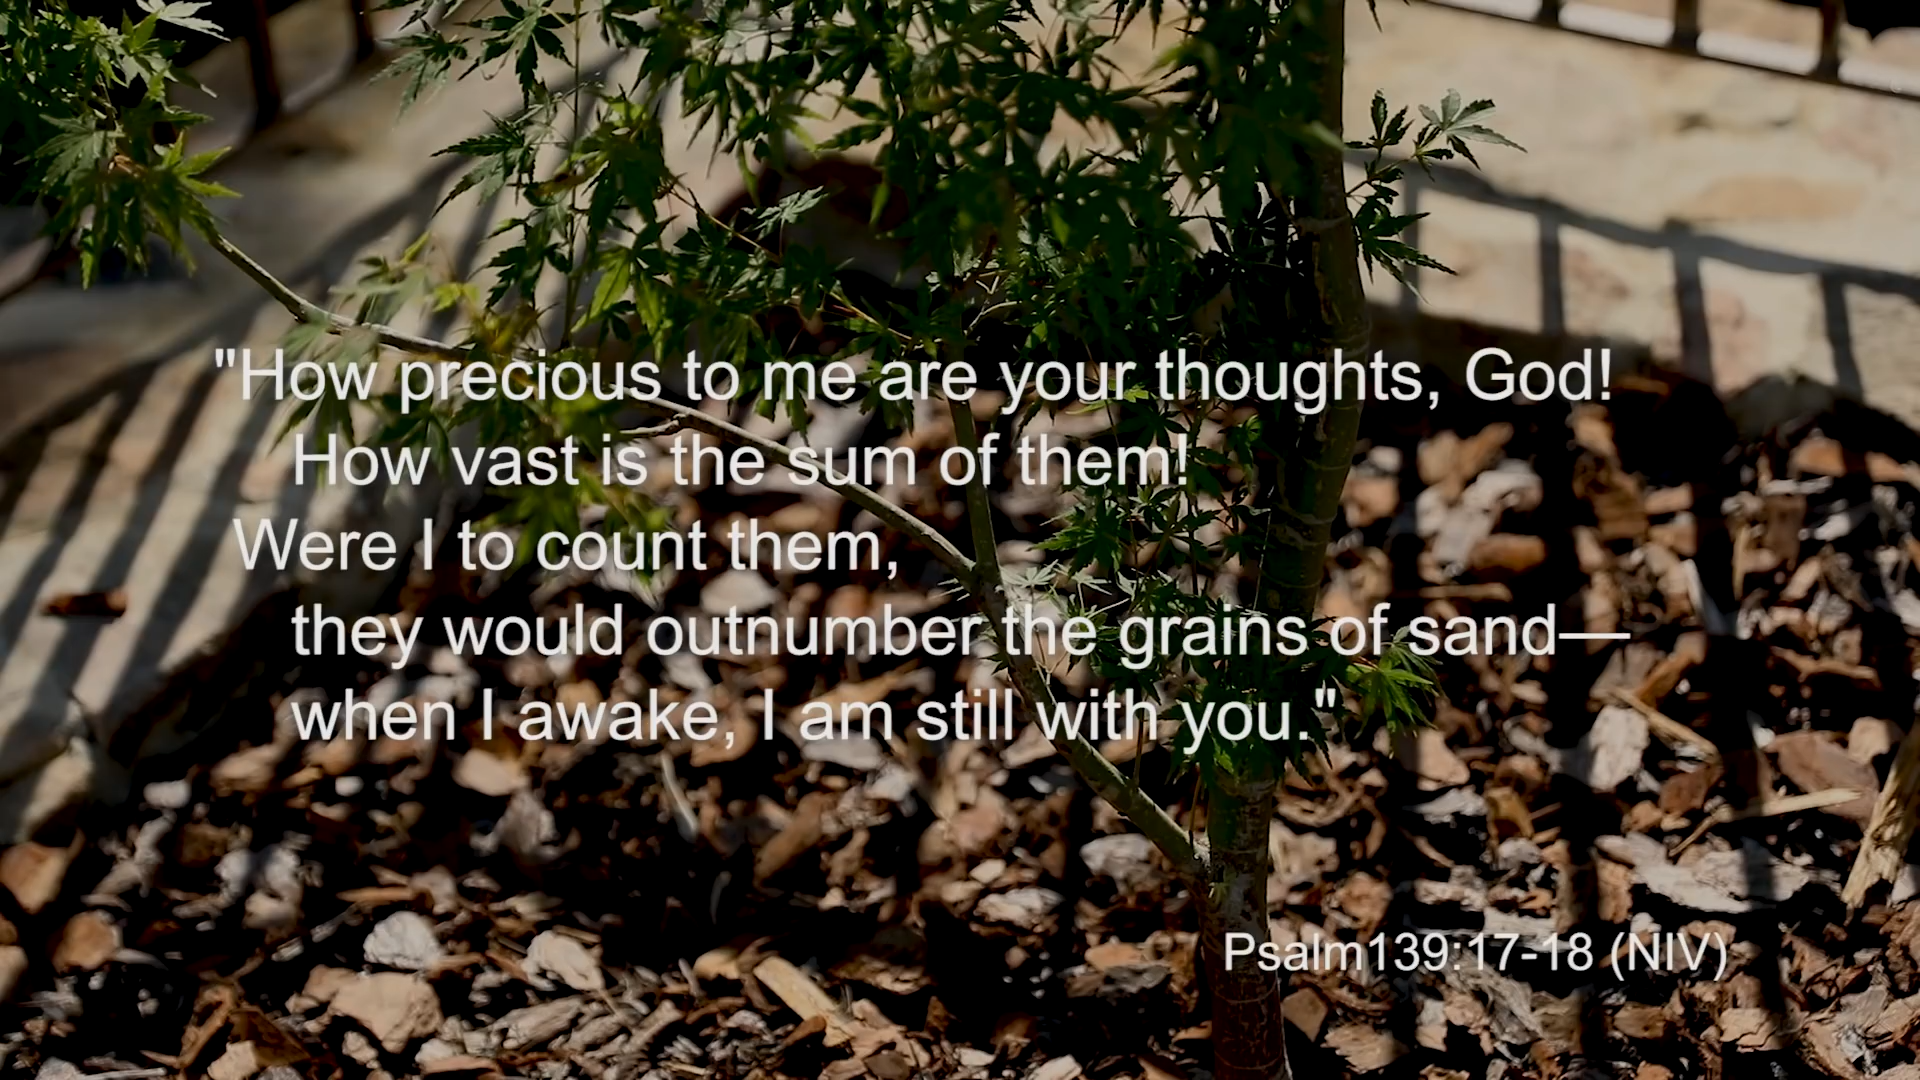 "How precious to me are your thoughts, God!
How vast is the sum of them!
Were I to count them,
they would outnumber the grains of sand—
when I awake, I am still with you."
Psalm139:17-18 (NIV)